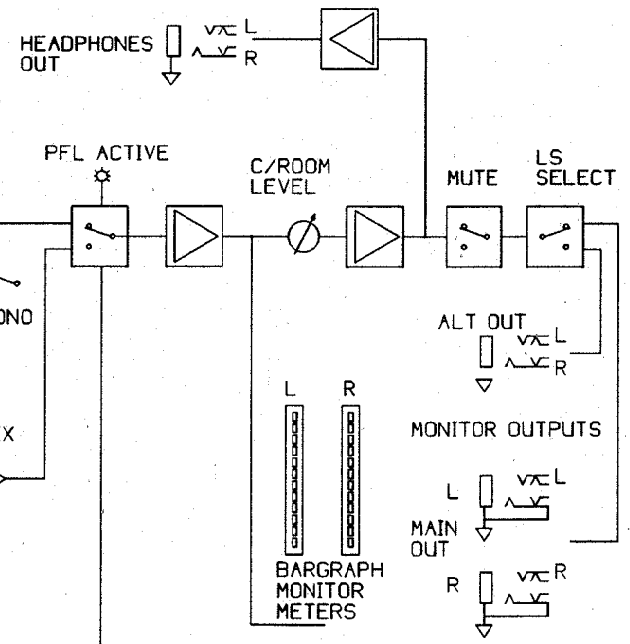 HEADPHONES
OUT
L
R
PFL ACTIVE
C/ROOM
LEVEL
MUTE
LS
SELECT
ONO
ALT OUT
L
R
X
L R
MONITOR OUTPUTS
L
L
MAIN
OUT
R
R
BARGRAPH
MONITOR
METERS